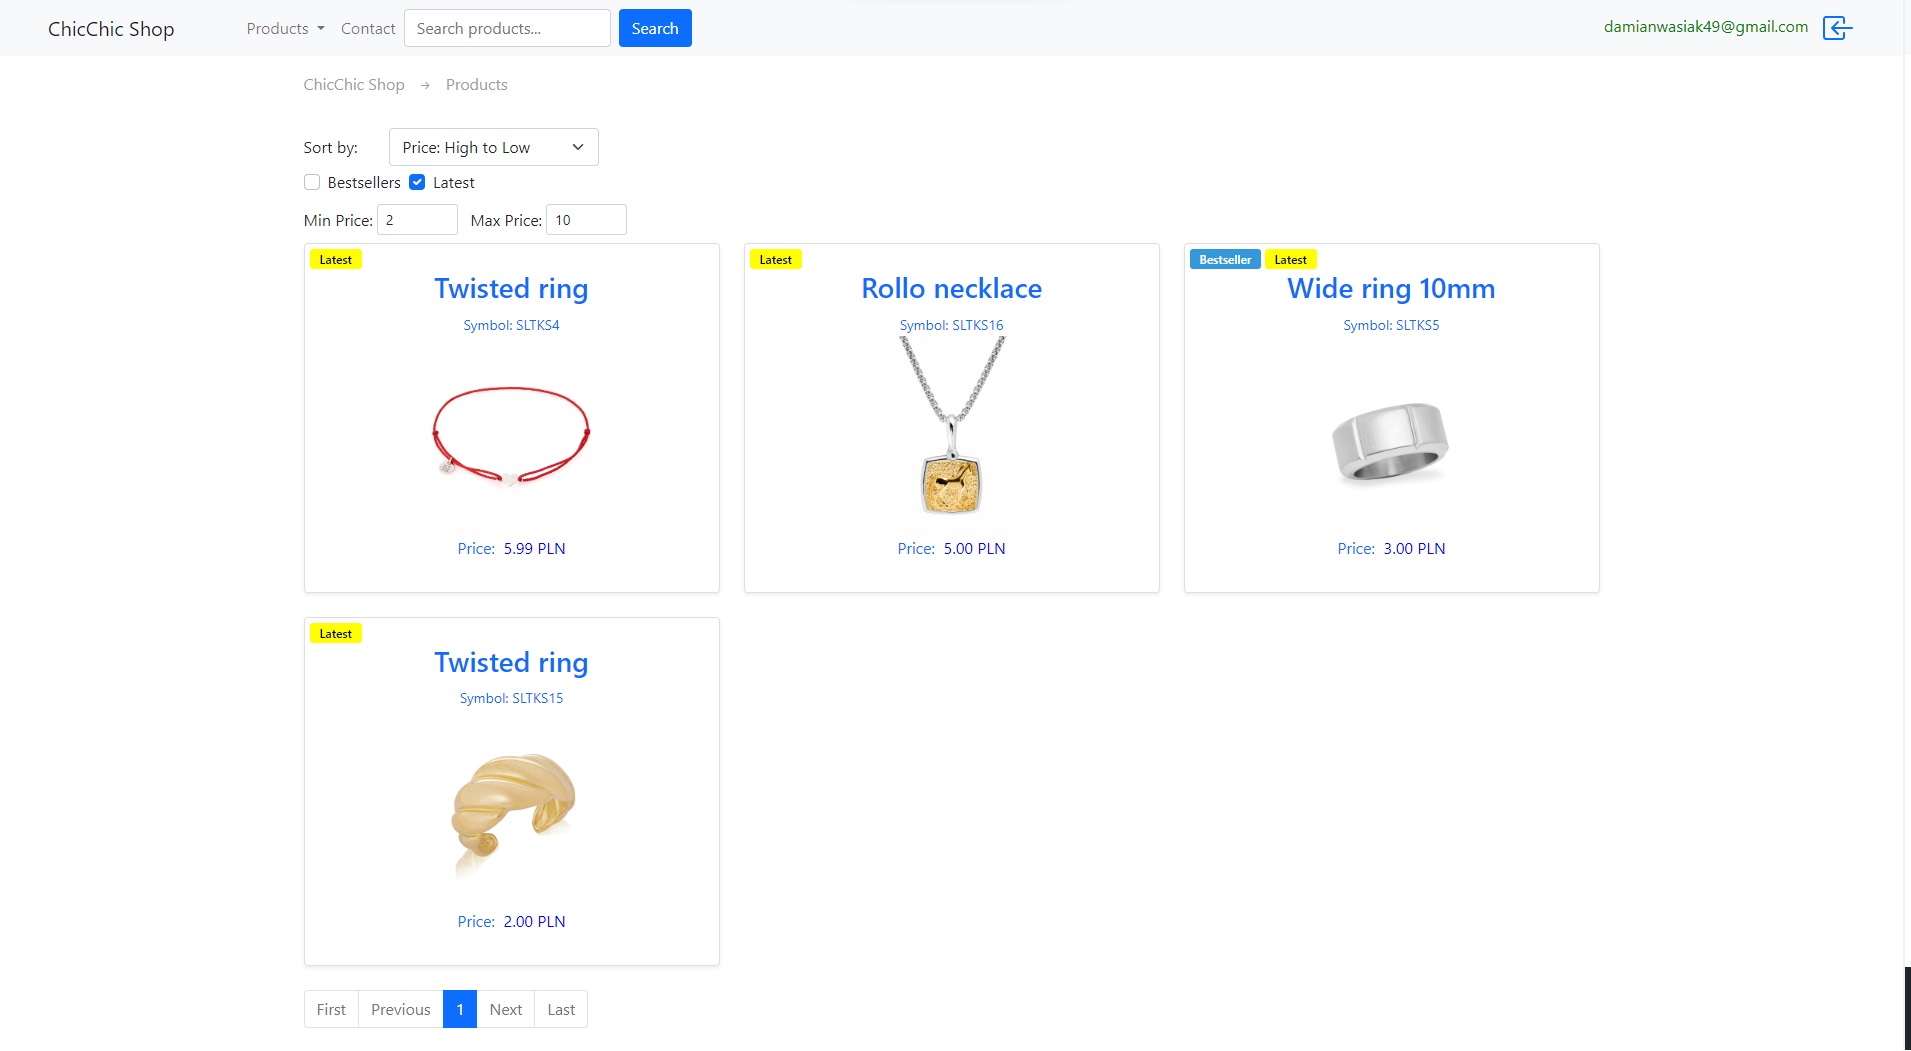 ChicChic Shop Products Contact Search products... Search damianwasiak49@gmail.com
ChicChic Shop → Products
Sort by: Price: High to Low
Bestsellers Latest
Min Price: 2 Max Price: 10
Latest
Twisted ring
Symbol: SLTKS4
Price: 5.99 PLN
Latest
Rollo necklace
Symbol: SLTKS16
Price: 5.00 PLN
Bestseller Latest
Wide ring 10mm
Symbol: SLTKS5
Price: 3.00 PLN
Latest
Twisted ring
Symbol: SLTKS15
Price: 2.00 PLN
First Previous 1 Next Last